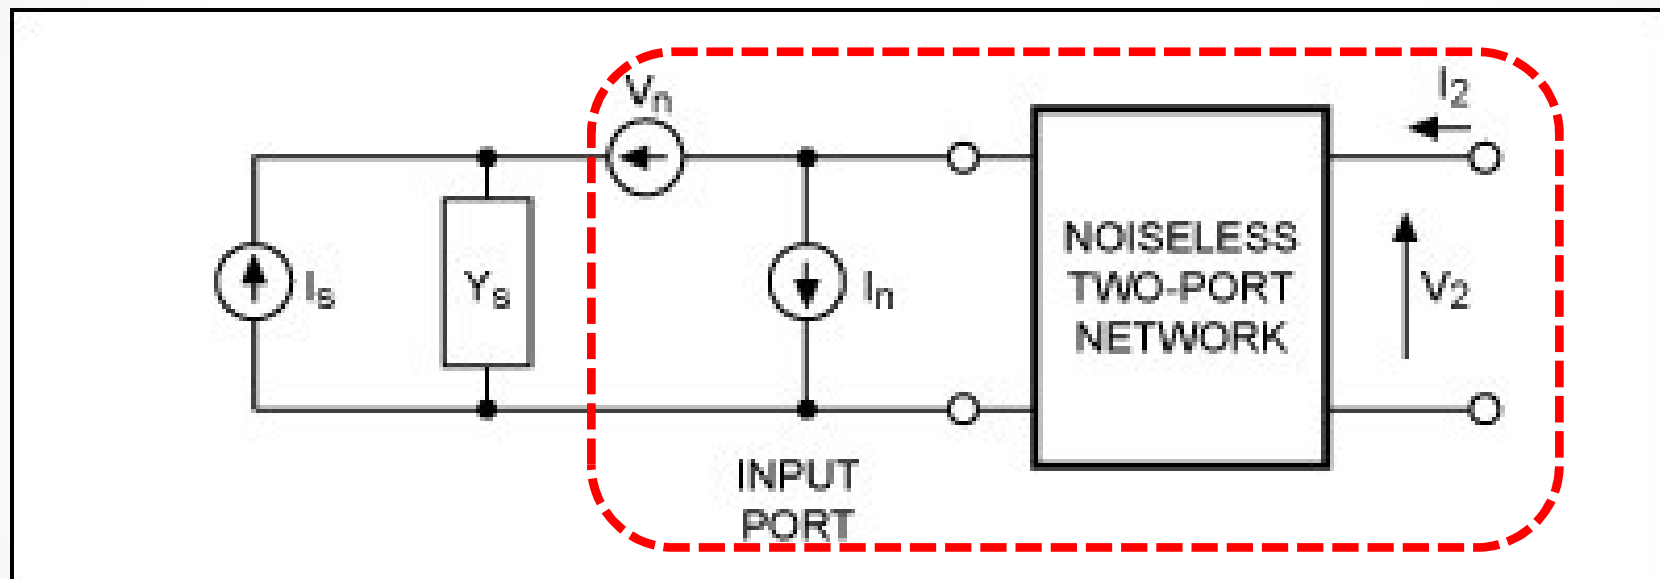 Vn
I2
Is
Ys
In
NOISELESS
TWO-PORT
NETWORK
V2
INPUT
PORT